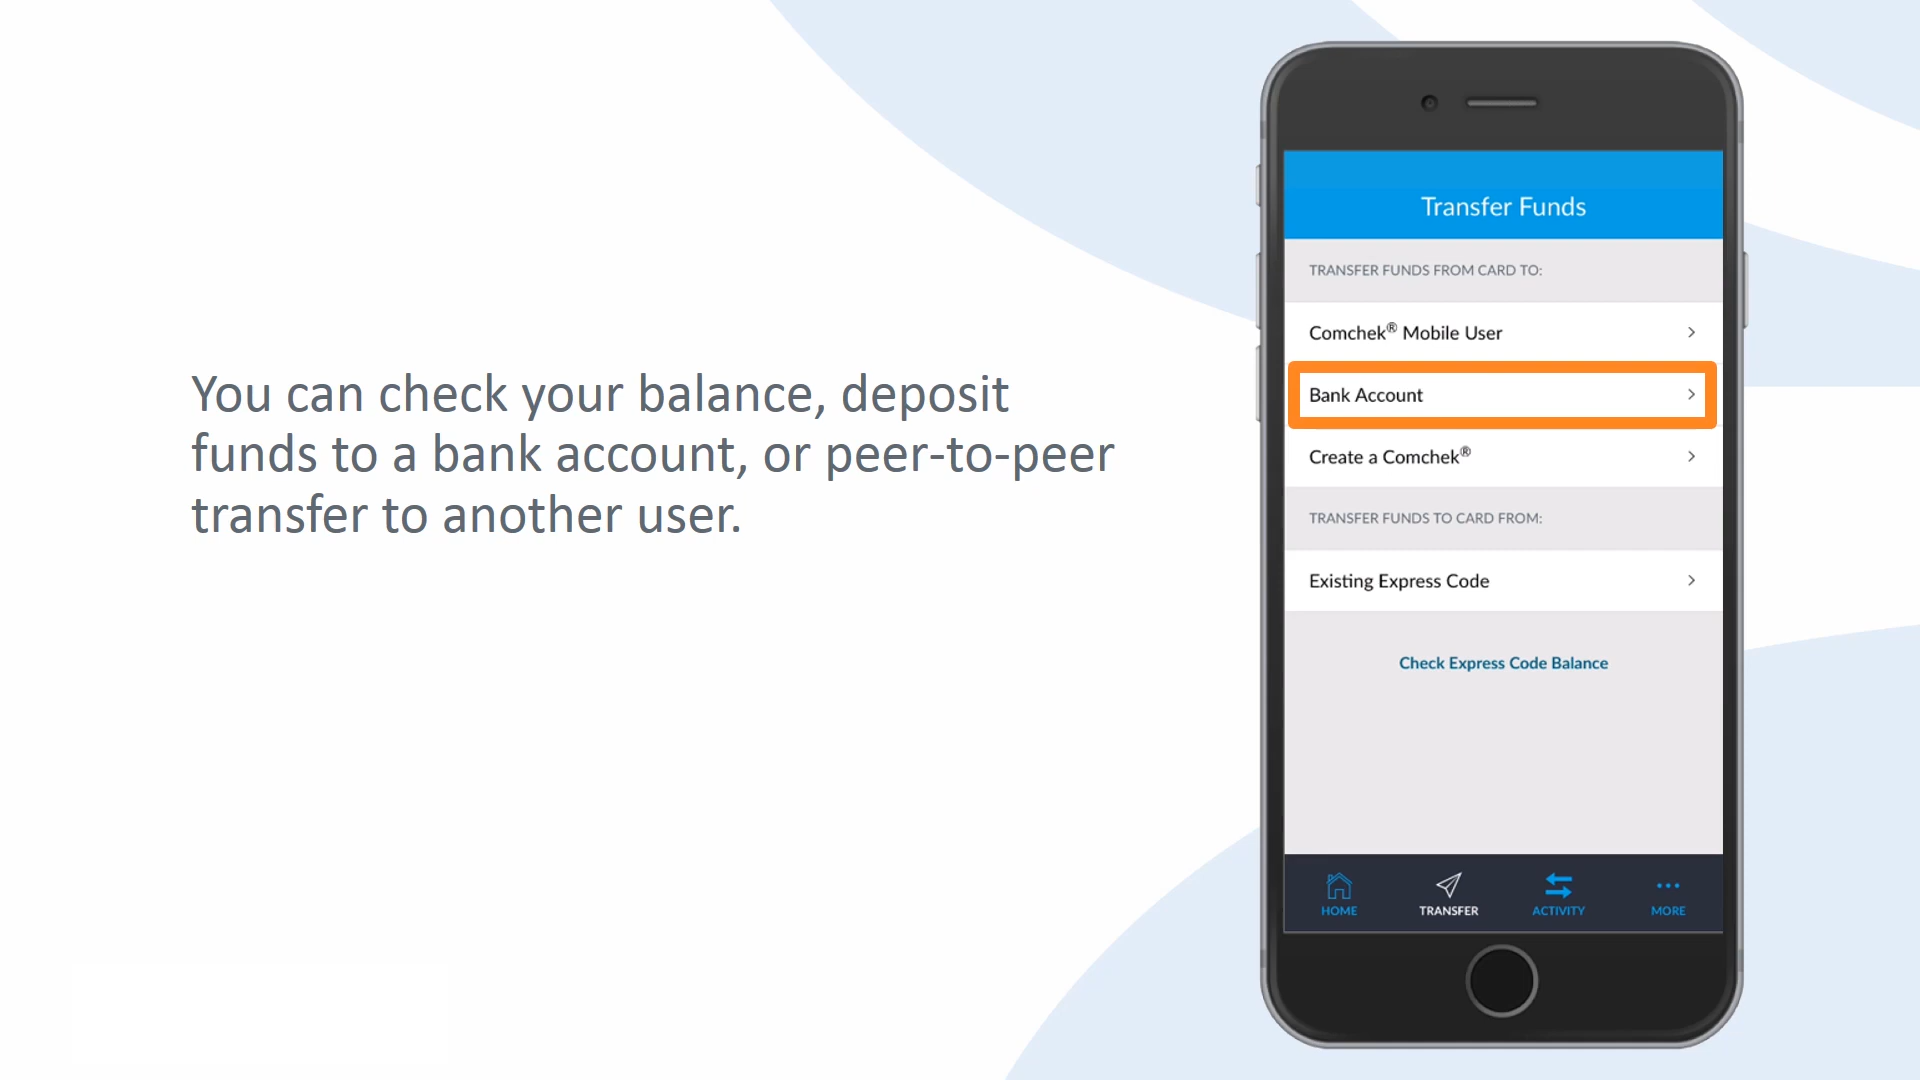 You can check your balance, deposit
funds to a bank account, or peer-to-peer
transfer to another user.
Transfer Funds
TRANSFER FUNDS FROM CARD TO:
Comchek® Mobile User
Bank Account
Create a Comchek®
TRANSFER FUNDS TO CARD FROM:
Existing Express Code
Check Express Code Balance
HOME TRANSFER ACTIVITY MORE